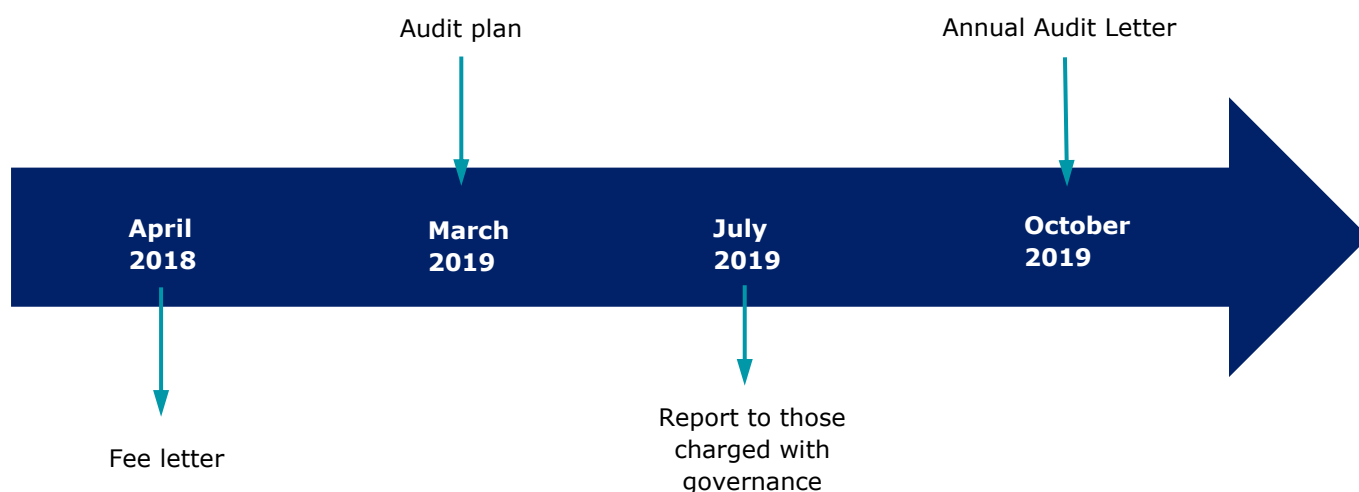 Audit plan
Annual Audit Letter
April
2018
March
2019
July
2019
October
2019
Fee letter
Report to those
charged with
governance